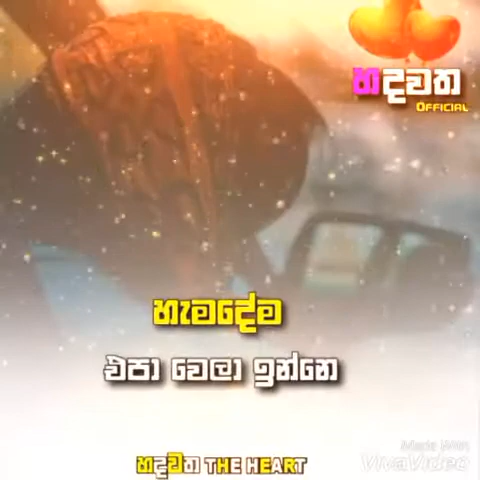 හදවත
OFFICIAL
හැමදේම
එපා වෙලා ඉන්නෙ
හදවත THE HEART
Made With
VivaVideo